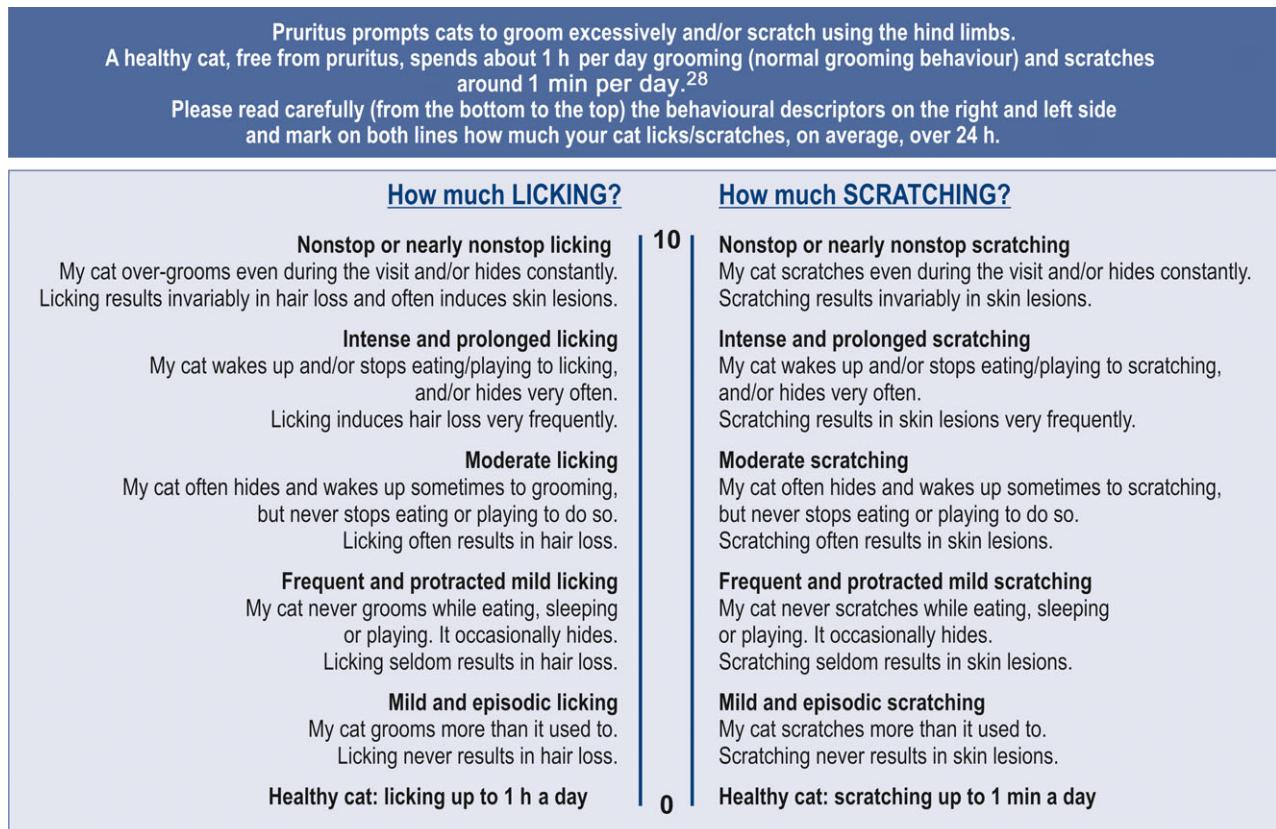 Pruritus prompts cats to groom excessively and/or scratch using the hind limbs.
A healthy cat, free from pruritus, spends about 1 h per day grooming (normal grooming behaviour) and scratches
around 1 min per day.28
Please read carefully (from the bottom to the top) the behavioural descriptors on the right and left side
and mark on both lines how much your cat licks/scratches, on average, over 24 h.
How much LICKING?
Nonstop or nearly nonstop licking
My cat over-grooms even during the visit and/or hides constantly.
Licking results invariably in hair loss and often induces skin lesions.
Intense and prolonged licking
My cat wakes up and/or stops eating/playing to licking,
and/or hides very often.
Licking induces hair loss very frequently.
Moderate licking
My cat often hides and wakes up sometimes to grooming,
but never stops eating or playing to do so.
Licking often results in hair loss.
Frequent and protracted mild licking
My cat never grooms while eating, sleeping
or playing. It occasionally hides.
Licking seldom results in hair loss.
Mild and episodic licking
My cat grooms more than it used to.
Licking never results in hair loss.
Healthy cat: licking up to 1 h a day
10
0
How much SCRATCHING?
Nonstop or nearly nonstop scratching
My cat scratches even during the visit and/or hides constantly.
Scratching results invariably in skin lesions.
Intense and prolonged scratching
My cat wakes up and/or stops eating/playing to scratching,
and/or hides very often.
Scratching results in skin lesions very frequently.
Moderate scratching
My cat often hides and wakes up sometimes to scratching,
but never stops eating or playing to do so.
Scratching often results in skin lesions.
Frequent and protracted mild scratching
My cat never scratches while eating, sleeping
or playing. It occasionally hides.
Scratching seldom results in skin lesions.
Mild and episodic scratching
My cat scratches more than it used to.
Scratching never results in skin lesions.
Healthy cat: scratching up to 1 min a day